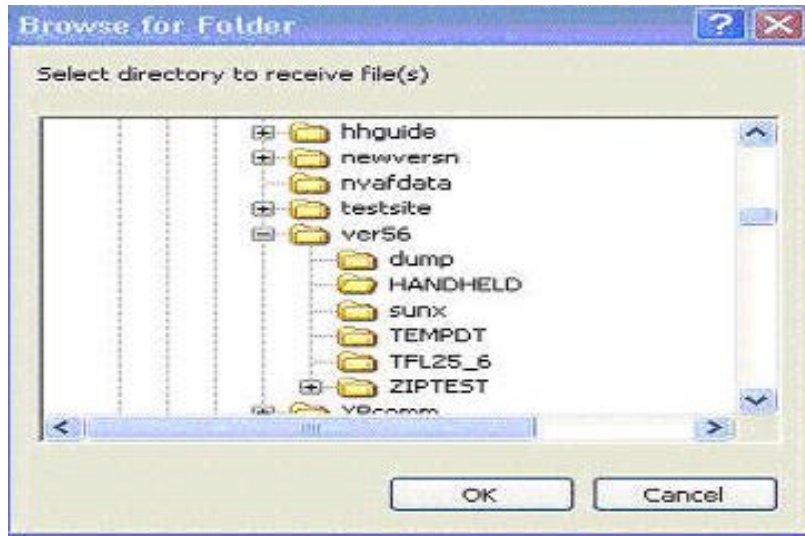 Browse for Folder
Select directory to receive file(s)
hhguide
newversn
nyafdata
testsite
ver56
dump
HANDHELD
sunx
TEMPDT
TFL25_6
ZIPTEST
OK Cancel